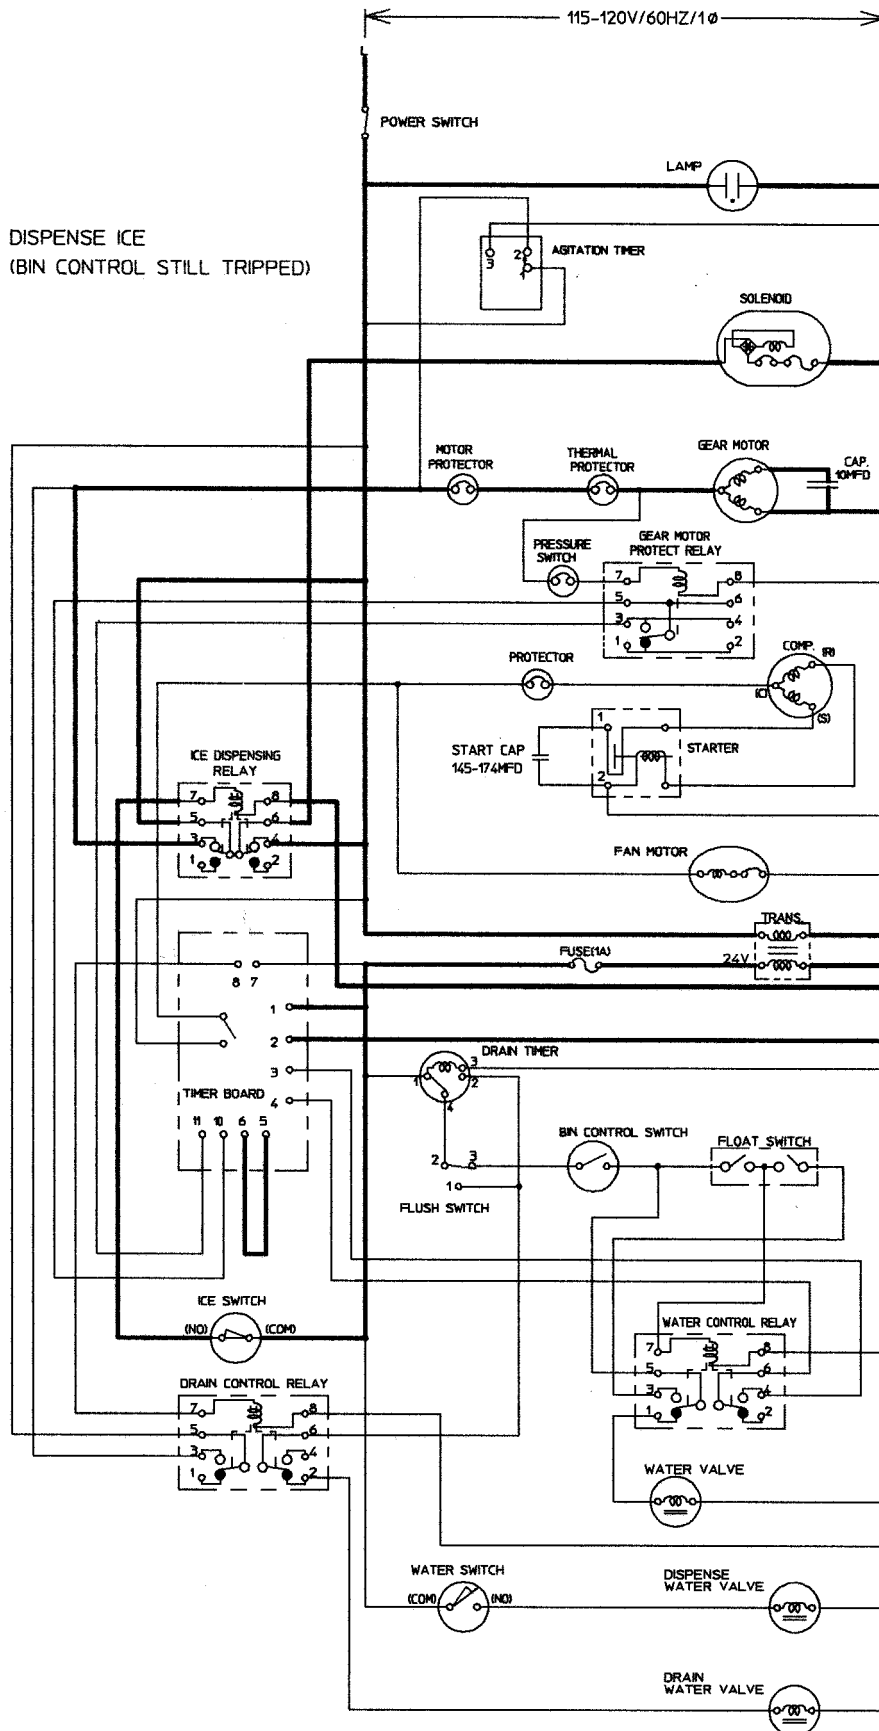 115-120V/60HZ/1ø
L
POWER SWITCH
LAMP
DISPENSE ICE
(BIN CONTROL STILL TRIPPED)
3 2 AGITATION TIMER
1
SOLENOID
MOTOR
PROTECTOR
THERMAL
PROTECTOR
GEAR MOTOR
CAP.
10MFD
PRESSURE
SWITCH
GEAR MOTOR
PROTECT RELAY
7 8
5 6
3 4
1 2
PROTECTOR
COMP. (R)
(C)
(S)
START CAP
145-174MFD
1
2
STARTER
ICE DISPENSING
RELAY
7 8
5 6
3 4
1 2
FAN MOTOR
TRANS.
FUSE(1A)
24V
8 7
1
2
3
4
TIMER BOARD
11 10 6 5
DRAIN TIMER
1 3
2
4
BIN CONTROL SWITCH
FLOAT SWITCH
2 3
1
FLUSH SWITCH
ICE SWITCH
(NO) (COM)
WATER CONTROL RELAY
7 8
5 6
3 4
1 2
DRAIN CONTROL RELAY
7 8
5 6
3 4
1 2
WATER VALVE
WATER SWITCH
(COM) (NO)
DISPENSE
WATER VALVE
DRAIN
WATER VALVE